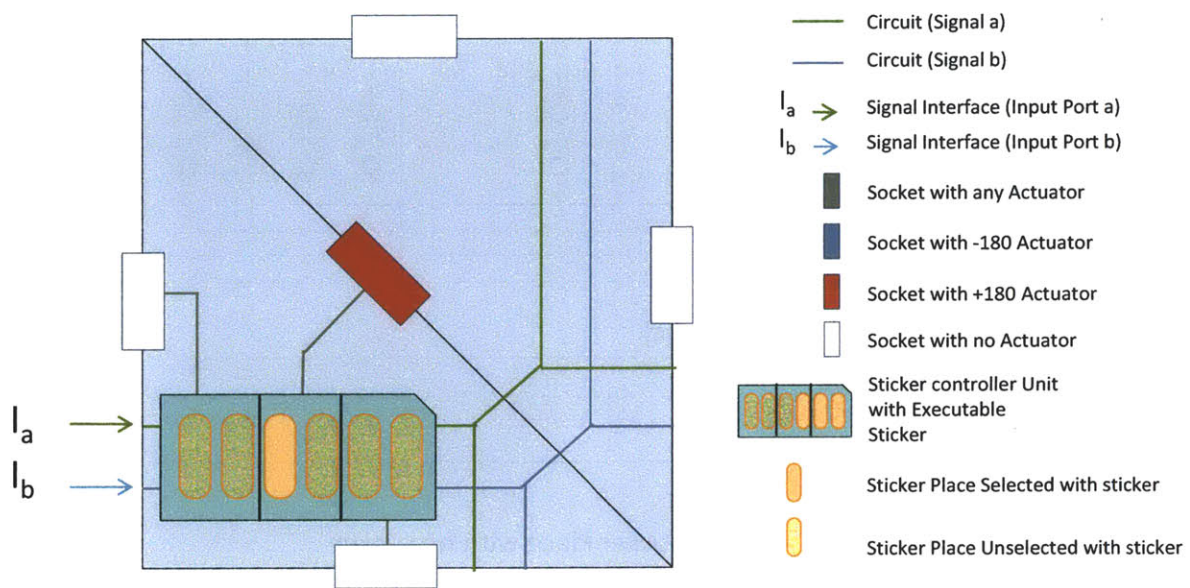 Circuit (Signal a)
Circuit (Signal b)
Ia
Signal Interface (Input Port a)
Ib
Signal Interface (Input Port b)
Socket with any Actuator
Socket with -180 Actuator
Socket with +180 Actuator
Socket with no Actuator
Sticker controller Unit
with Executable
Sticker
Sticker Place Selected with sticker
Sticker Place Unselected with sticker
Ia
Ib